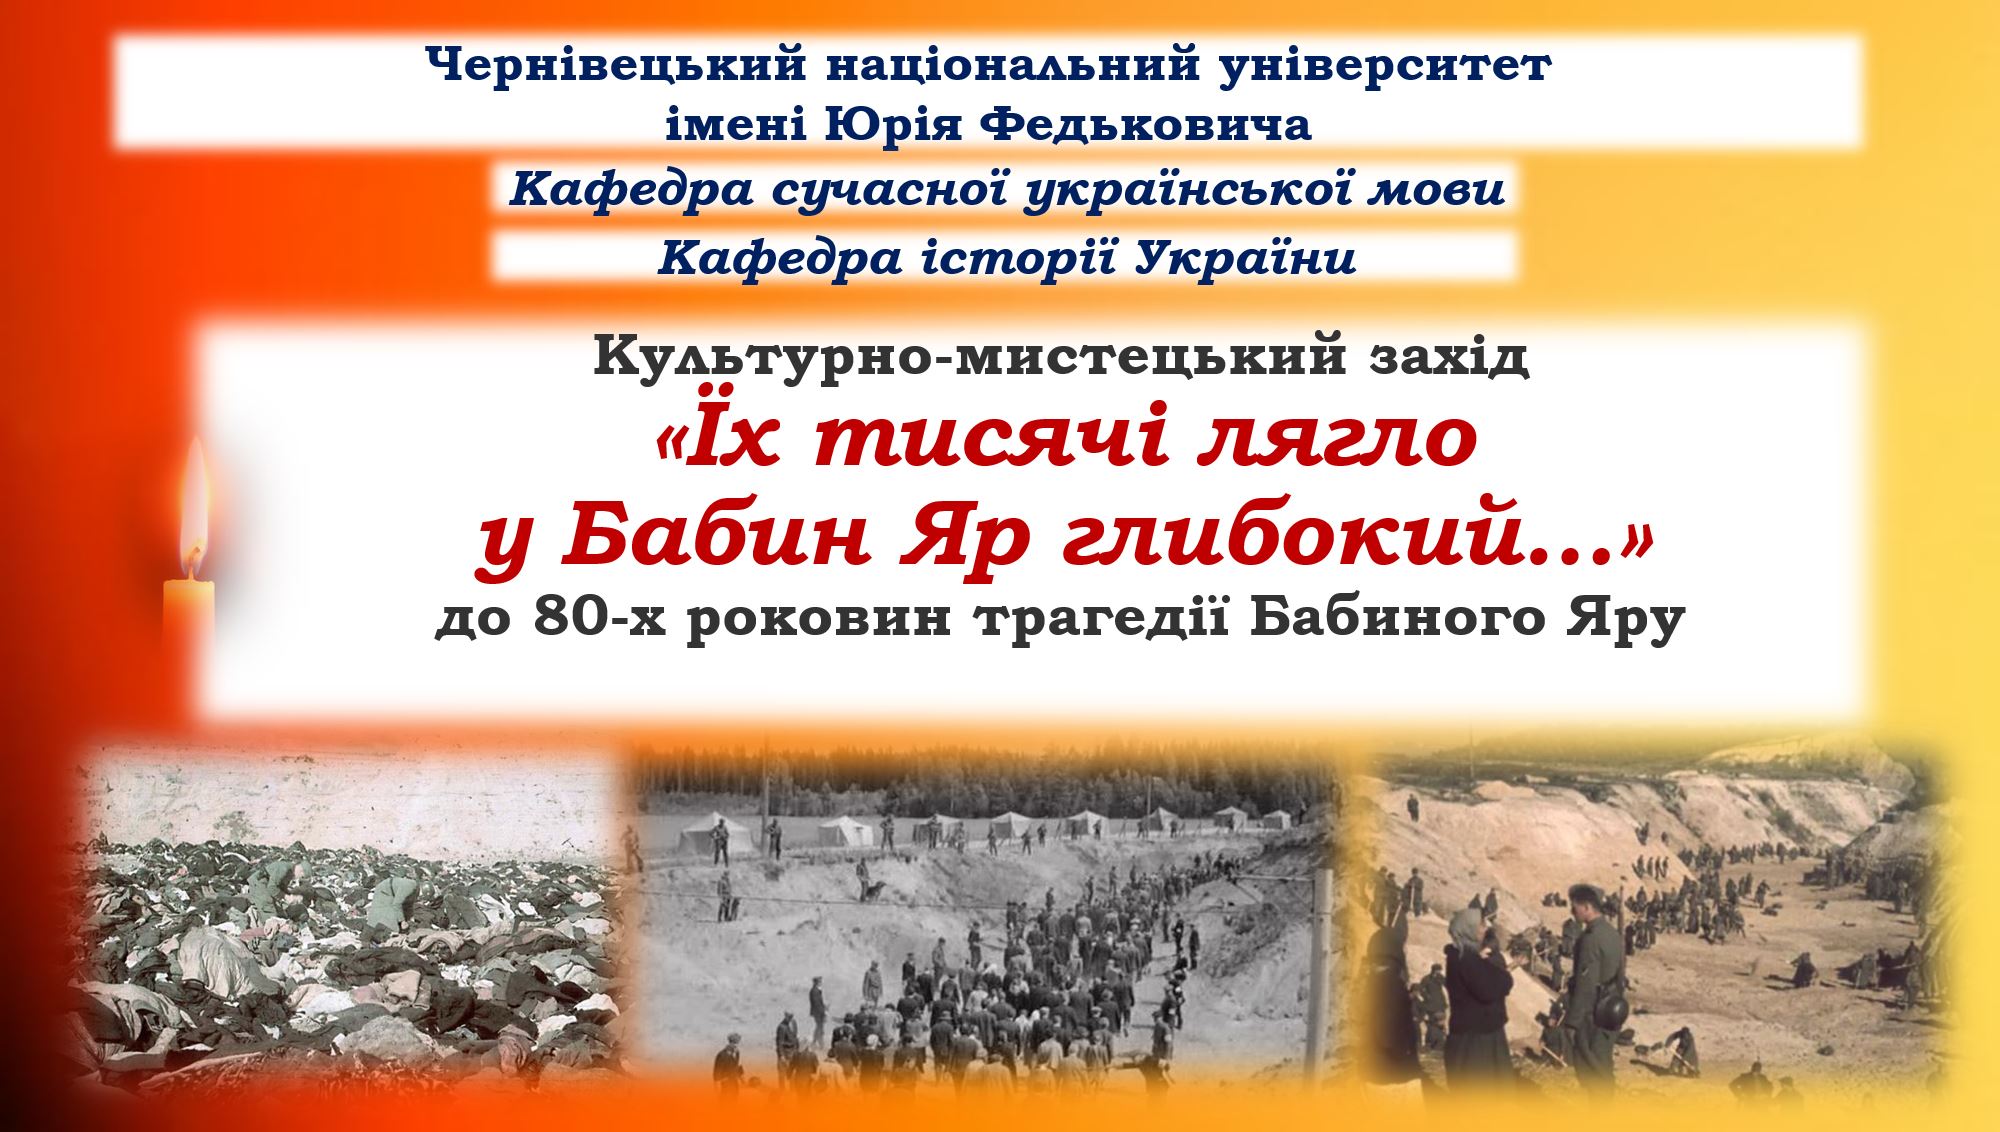 Чернівецький національний університет
імені Юрія Федьковича
Кафедра сучасної української мови
Кафедра історії України
Культурно-мистецький захід
«Їх тисячі лягло
у Бабин Яр глибокий...»
до 80-х роковин трагедії Бабиного Яру